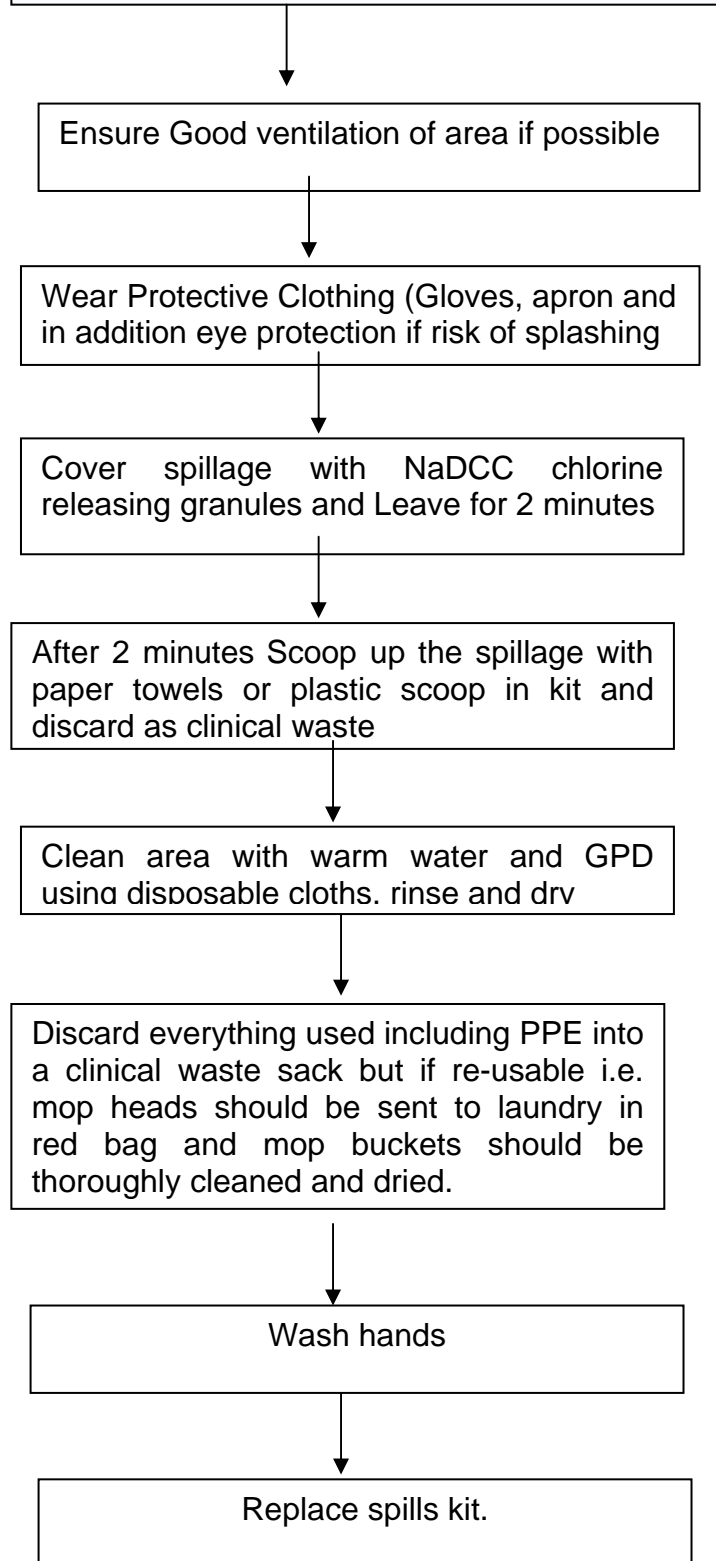 Ensure Good ventilation of area if possible
Wear Protective Clothing (Gloves, apron and
in addition eye protection if risk of splashing
Cover spillage with NaDCC chlorine
releasing granules and Leave for 2 minutes
After 2 minutes Scoop up the spillage with
paper towels or plastic scoop in kit and
discard as clinical waste
Clean area with warm water and GPD
using disposable cloths, rinse and dry
Discard everything used including PPE into
a clinical waste sack but if re-usable i.e.
mop heads should be sent to laundry in
red bag and mop buckets should be
thoroughly cleaned and dried.
Wash hands
Replace spills kit.